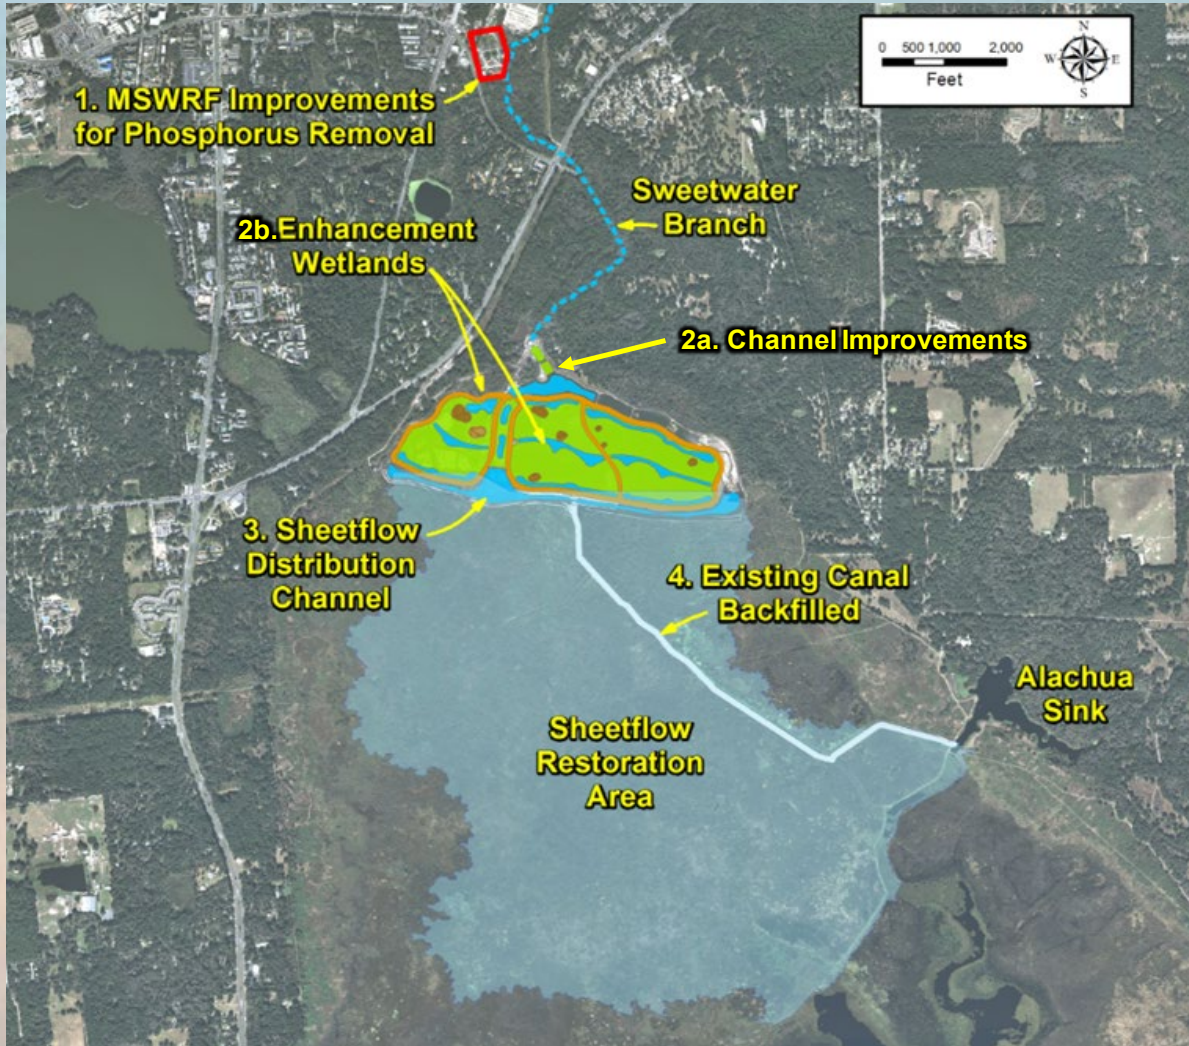 0 500 1,000 2,000
Feet
N
W E
S
1. MSWRF Improvements
for Phosphorus Removal
Sweetwater
Branch
2b.Enhancement
Wetlands
2a. Channel Improvements
3. Sheetflow
Distribution
Channel
4. Existing Canal
Backfilled
Alachua
Sink
Sheetflow
Restoration
Area